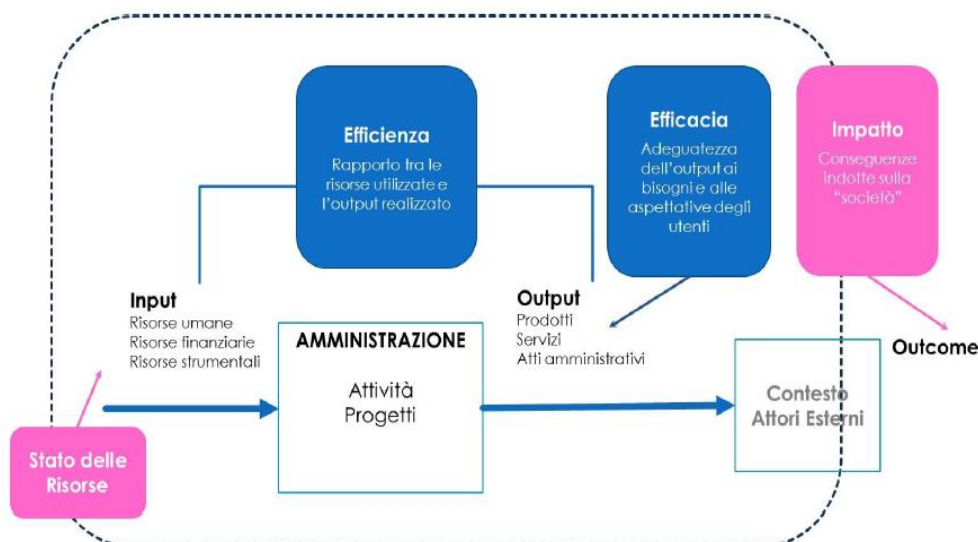 Efficienza
Rapporto tra le
risorse utilizzate e
l'output realizzato
Efficacia
Adeguatezza
dell'output ai
bisogni e alle
aspettative degli
utenti
Impatto
Conseguenze
indotte sulla
"società"
Input
Risorse umane
Risorse finanziarie
Risorse strumentali
AMMINISTRAZIONE
Attività
Progetti
Output
Prodotti
Servizi
Atti amministrativi
Outcome
Contesto
Attori Esterni
Stato delle
Risorse